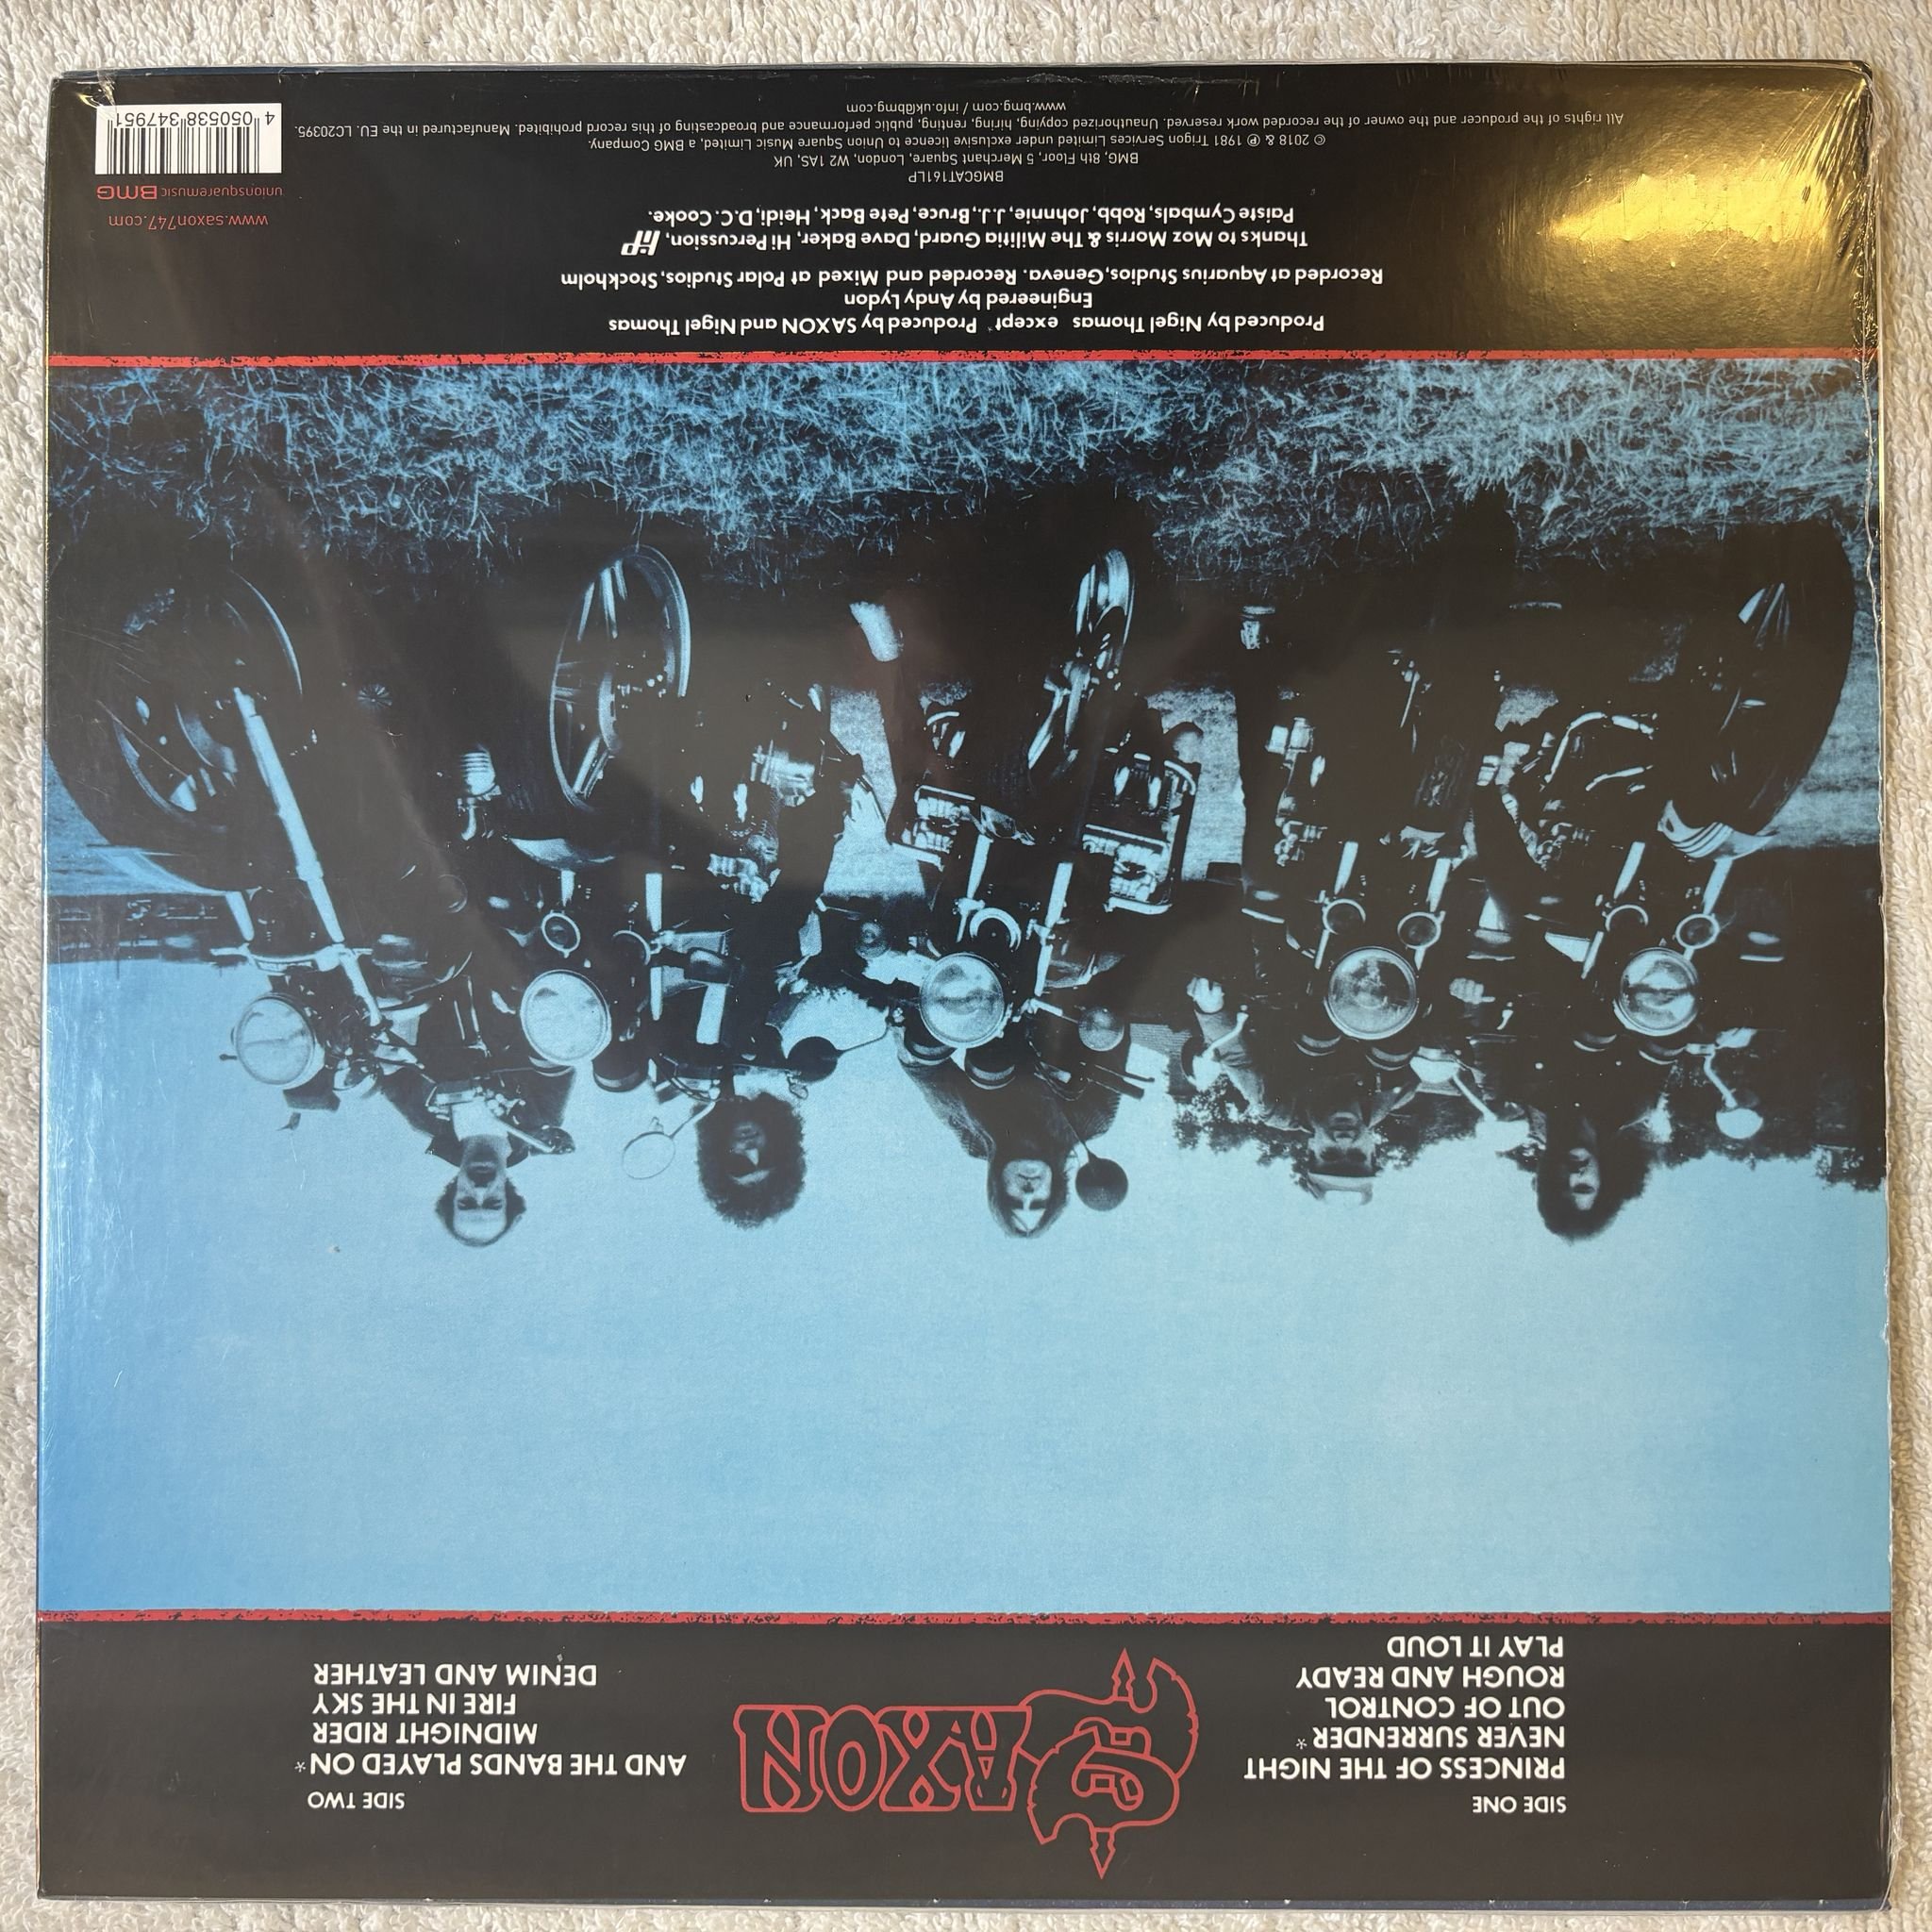 SIDE ONE
PRINCESS OF THE NIGHT
NEVER SURRENDER *
OUT OF CONTROL
ROUGH AND READY
PLAY IT LOUD
SAXON
SIDE TWO
AND THE BANDS PLAYED ON *
MIDNIGHT RIDER
FIRE IN THE SKY
DENIM AND LEATHER
Produced by Nigel Thomas except * Produced by SAXON and Nigel Thomas
Engineered by Andy Lydon
Recorded at Aquarius Studios, Geneva. Recorded and Mixed at Polar Studios, Stockholm
Thanks to Moz Morris & The Militia Guard, Dave Baker, Hi Percussion,
Paiste Cymbals, Robb, Johnnie, J.J., Bruce, Pete Back, Heidi, D.C. Cooke.
BMGCAT161LP
BMG, 8th Floor, 5 Merchant Square, London, W2 1AS, UK
© 2018 & ℗ 1981 Trigon Services Limited under exclusive licence to Union Square Music Limited, a BMG Company.
All rights of the producer and the owner of the recorded work reserved. Unauthorized copying, hiring, renting, public performance and broadcasting of this record prohibited. Manufactured in the EU. LC20395.
www.bmg.com / info.uk@bmg.com
www.saxon747.com
unionsquaremusic BMG
4 050538 347951